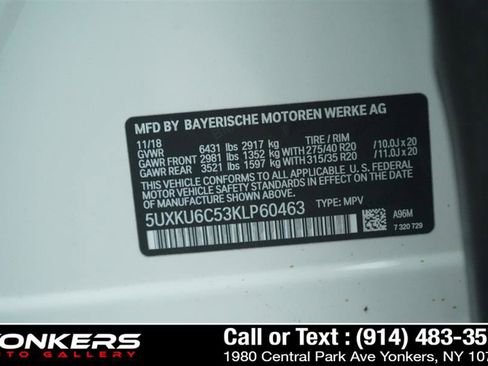 MFD BY BAYERISCHE MOTOREN WERKE AG
11/18
GVWR 6431 lbs 2917 kg TIRE / RIM
GAWR FRONT 2981 lbs 1352 kg 275/40 R20 /10.0J x 20
GAWR REAR 3521 lbs 1597 kg 315/35 R20 /11.0J x 20
THIS VEHICLE CONFORMS TO ALL APPLICABLE U.S. FEDERAL
MOTOR VEHICLE SAFETY STANDARDS
IN EFFECT ON THE DATE OF
MANUFACTURE SHOWN ABOVE.
5UXKU6C53KLP60463 TYPE: MPV
A96M
7 320 729
YONKERS
AUTO GALLERY
Call or Text : (914) 483-35
1980 Central Park Ave Yonkers, NY 107